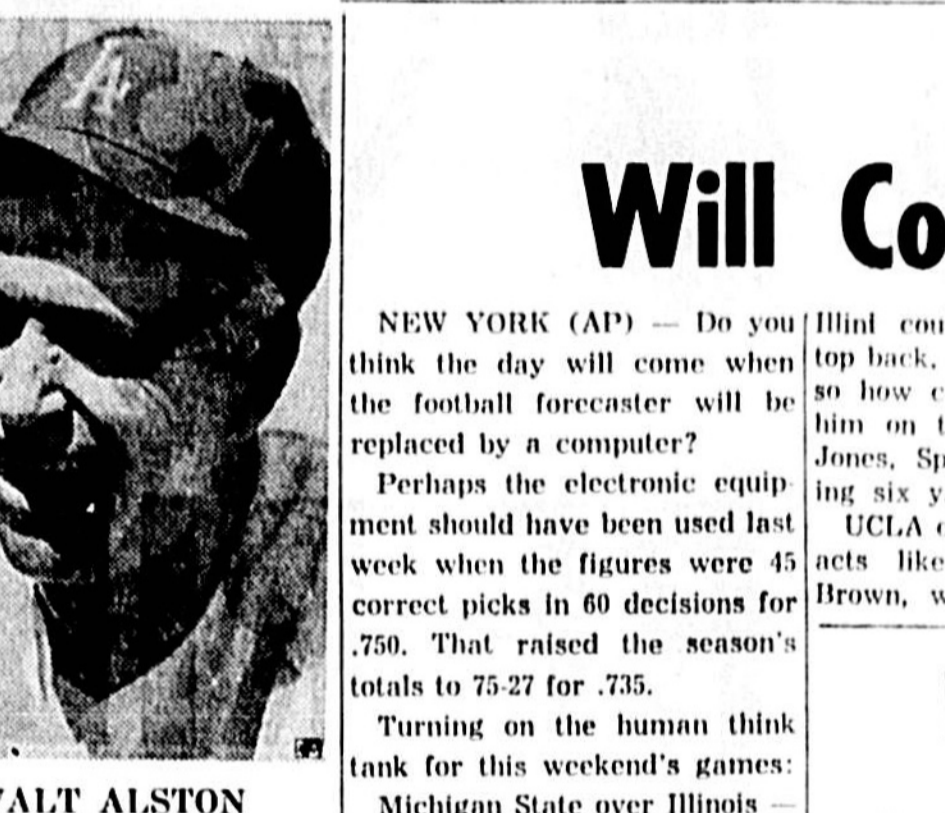 A
WALT ALSTON
Will Co
NEW YORK (AP) — Do you
think the day will come when
the football forecaster will be
replaced by a computer?
Perhaps the electronic equip-
ment should have been used last
week when the figures were 45
correct picks in 60 decisions for
.750. That raised the season's
totals to 75-27 for .735.
Turning on the human think
tank for this weekend's games:
Michigan State over Illinois —
Illini cou
top back,
so how c
him on t
Jones, Sp
ing six y
UCLA
acts like
Brown, w